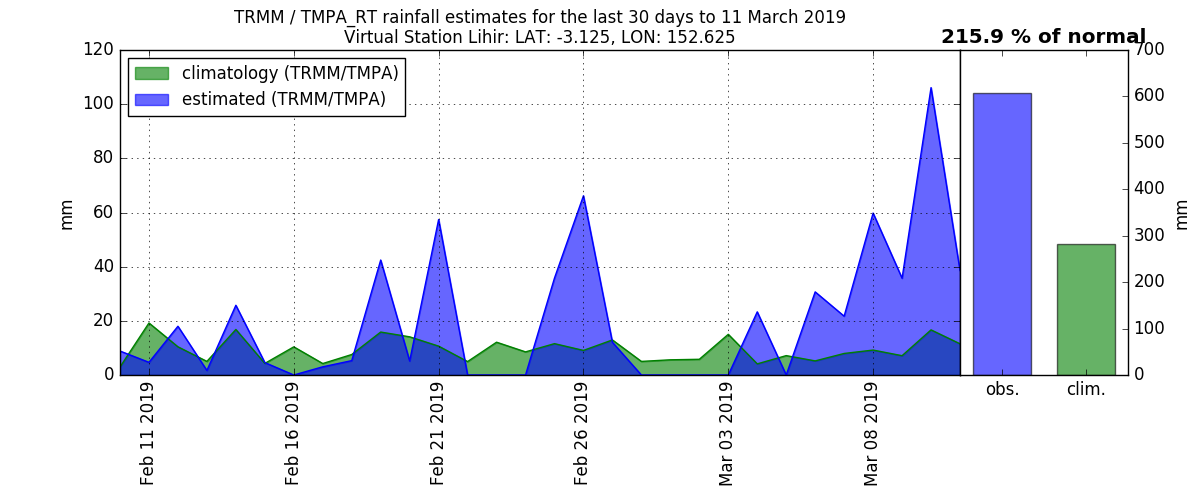 TRMM / TMPA_RT rainfall estimates for the last 30 days to 11 March 2019
Virtual Station Lihir: LAT: -3.125, LON: 152.625
215.9 % of normal
climatology (TRMM/TMPA)
estimated (TRMM/TMPA)
120
100
80
60
40
20
0
mm
Feb 11 2019
Feb 16 2019
Feb 21 2019
Feb 26 2019
Mar 03 2019
Mar 08 2019
obs.
clim.
700
600
500
400
300
200
100
0
mm